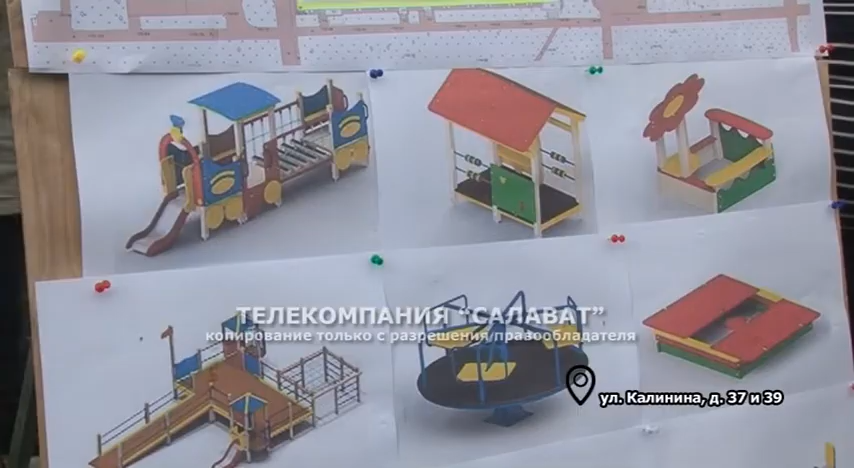 ТЕЛЕКОМПАНИЯ “САЛАВАТ”
копирование только с разрешения правообладателя
ул. Калинина, д. 37 и 39